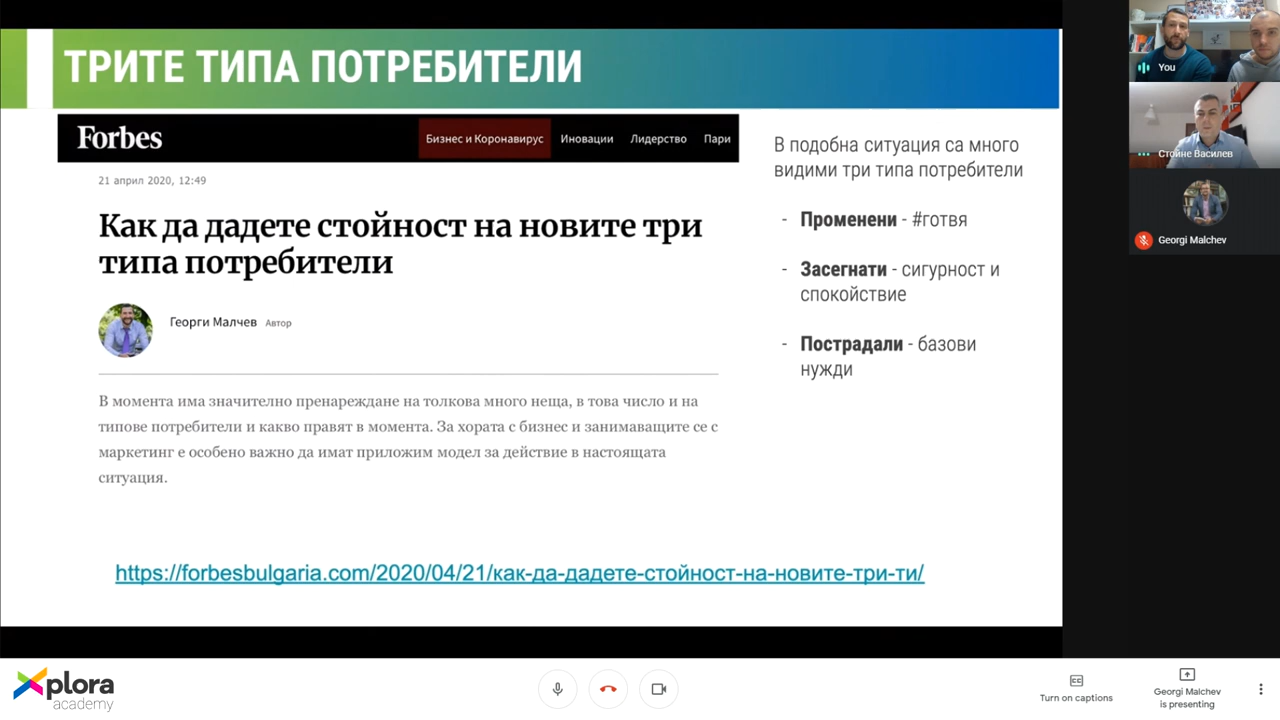 ТРИТЕ ТИПА ПОТРЕБИТЕЛИ
Forbes
Бизнес и Коронавирус Иновации Лидерство Пари
21 април 2020, 12:49
Как да дадете стойност на новите три
типа потребители
Георги Малчев Автор
В момента има значително пренареждане на толкова много неща, в това число и на
типове потребители и какво правят в момента. За хората с бизнес и занимаващите се с
маркетинг е особено важно да имат приложим модел за действие в настоящата
ситуация.
https://forbesbulgaria.com/2020/04/21/как-да-дадете-стойност-на-новите-три-ти/
В подобна ситуация са много
видими три типа потребители
- Променени - #готвя
- Засегнати - сигурност и
спокойствие
- Пострадали - базови
нужди
You
Стойне Василев
Georgi Malchev
Xplora
academy
Turn on captions
Georgi Malchev
is presenting